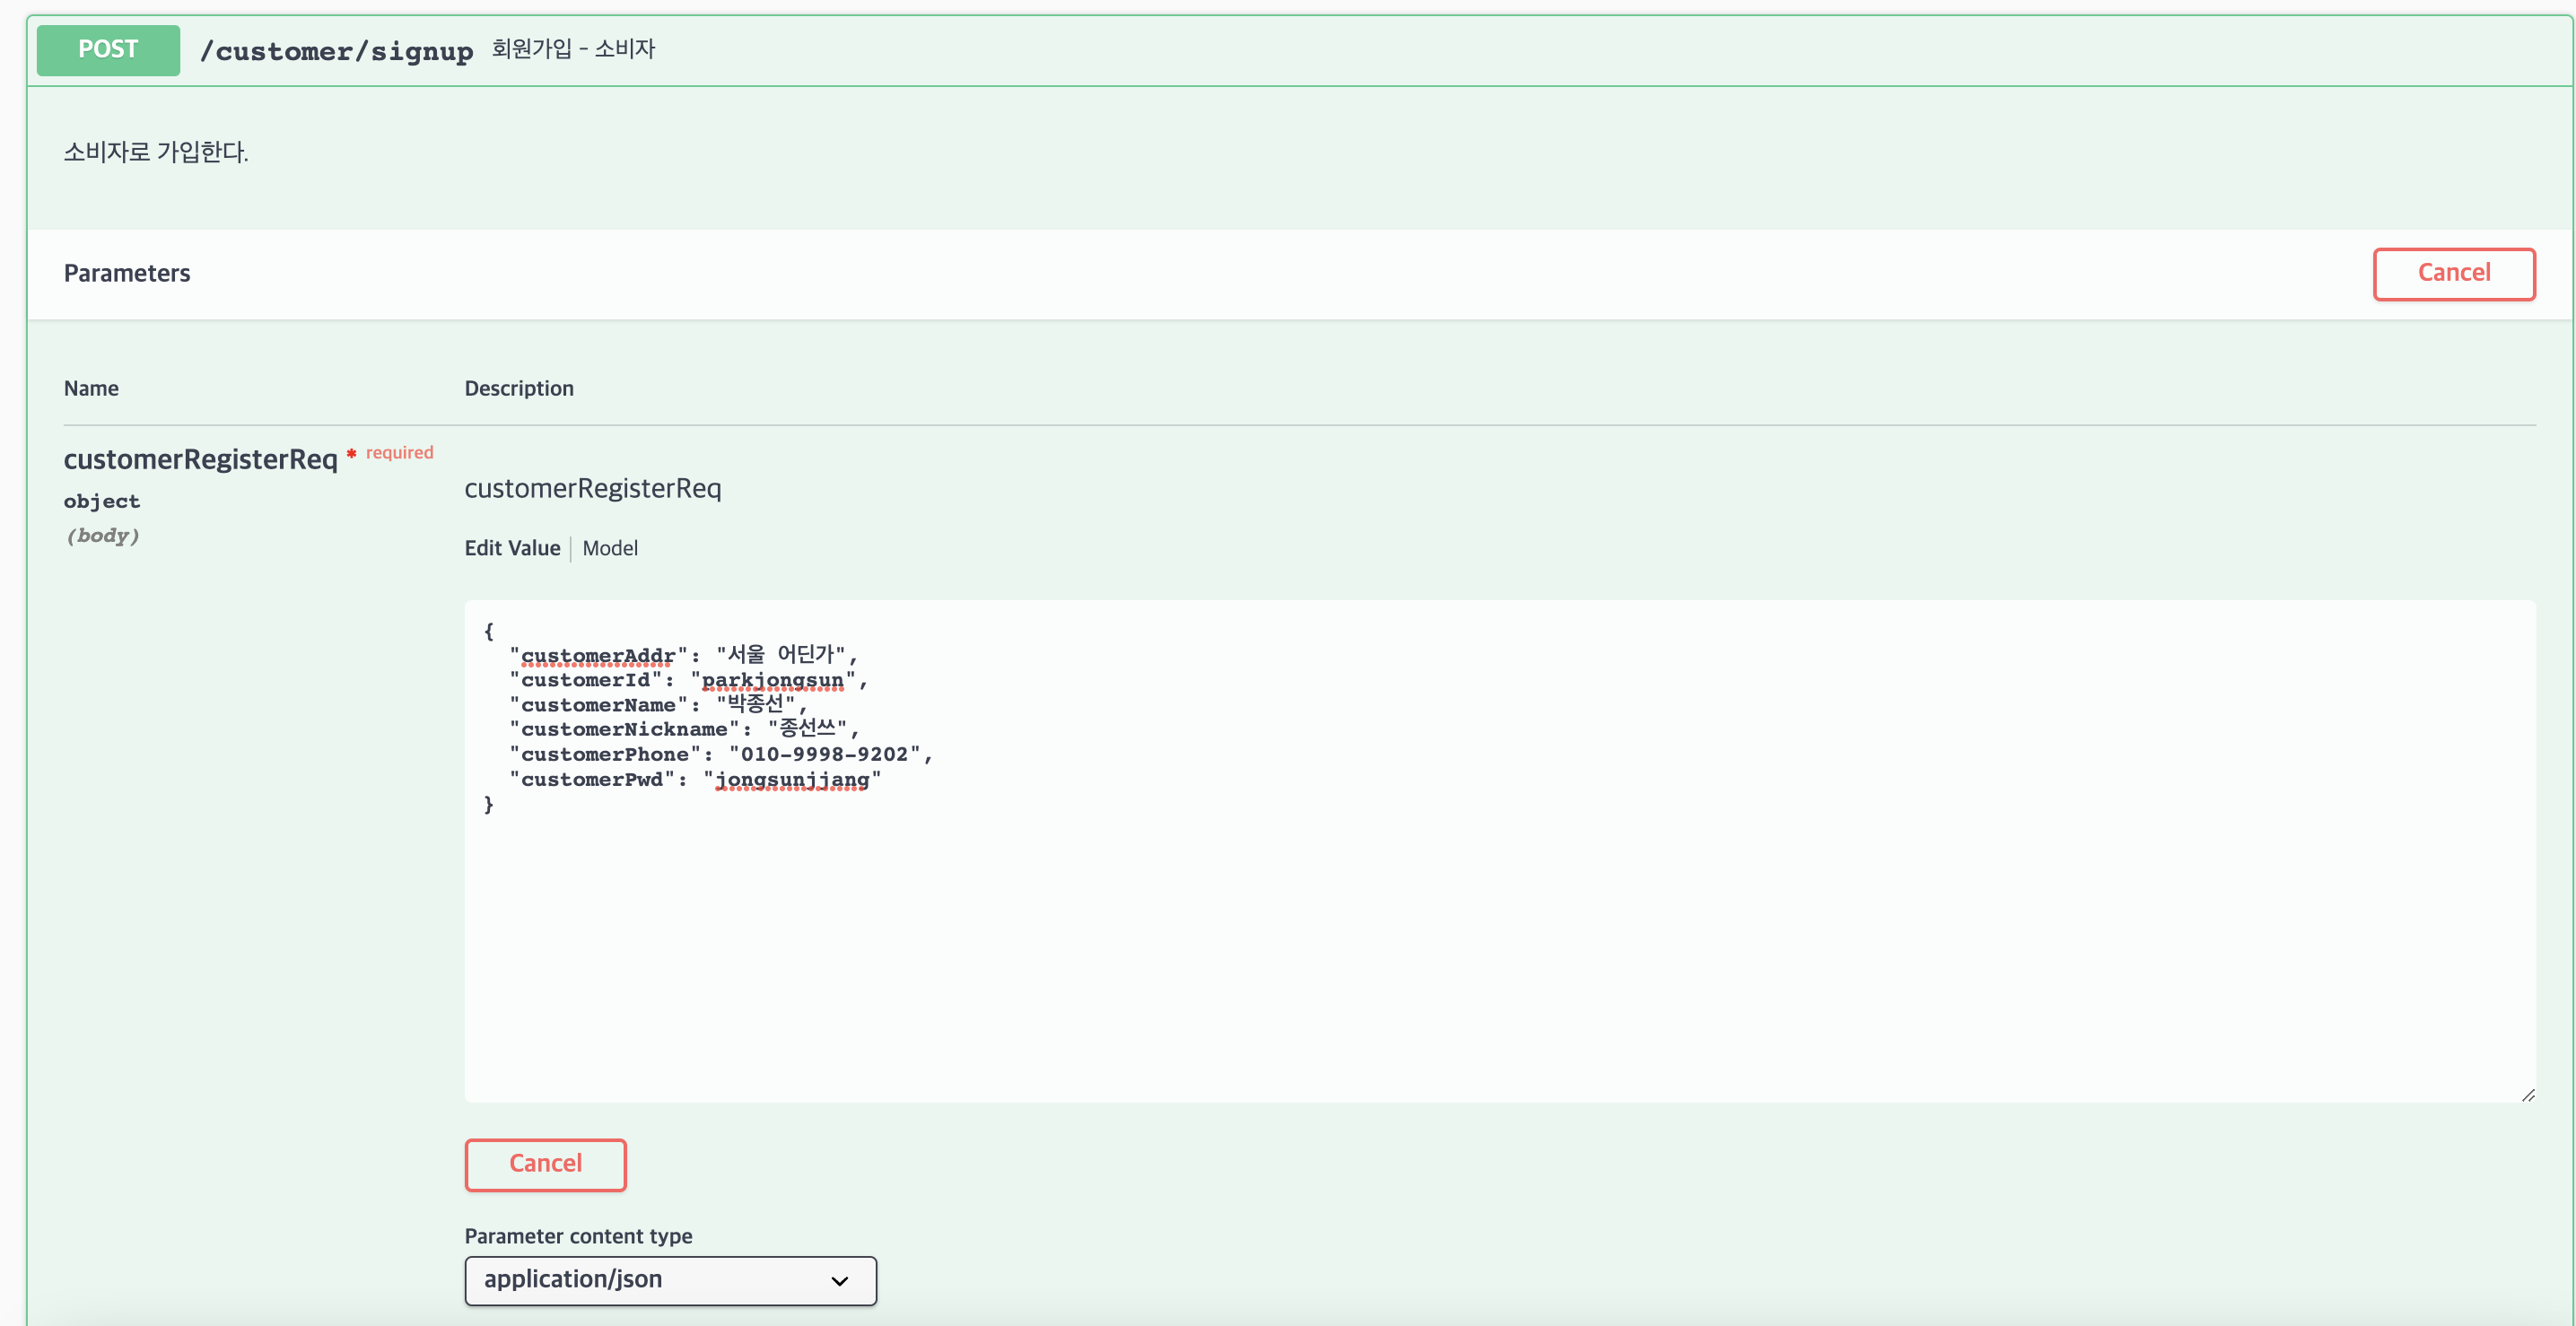 POST /customer/signup 회원가입 - 소비자
소비자로 가입한다.
Parameters Cancel
Name Description
customerRegisterReq * required
object
(body)
customerRegisterReq
Edit Value | Model
{
  "customerAddr": "서울 어딘가",
  "customerId": "parkjongsun",
  "customerName": "박종선",
  "customerNickname": "종선쓰",
  "customerPhone": "010-9998-9202",
  "customerPwd": "jongsunjjang"
}
Cancel
Parameter content type
application/json